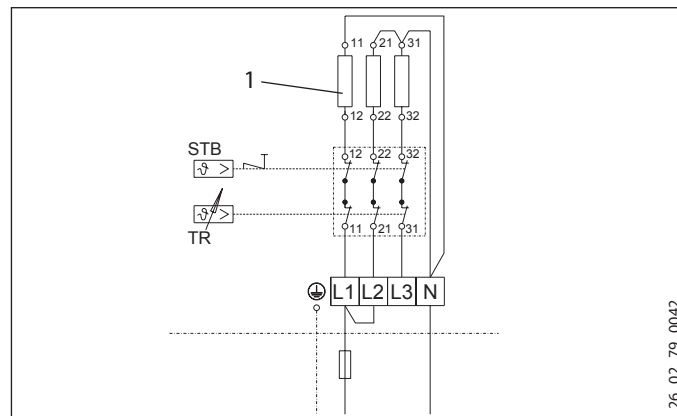 11 21 31
1
12 22 32
STB
12 22 32
ϑ >
ϑ >
TR
11 21 31
L1 L2 L3 N
26_02_79_0042